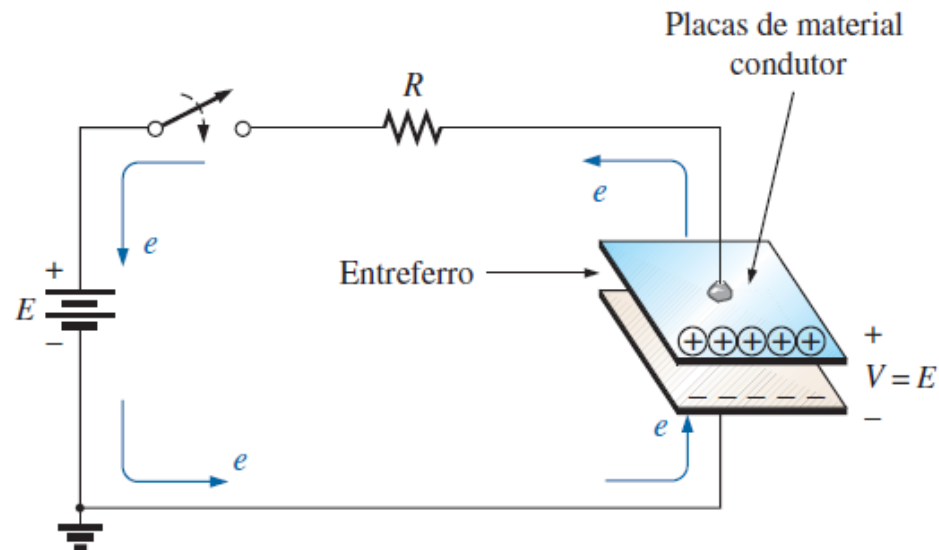 Placas de material
condutor
R
e
e
Entreferro
+
E
−
+ + + + +
− − − − −
+
V = E
−
e
e